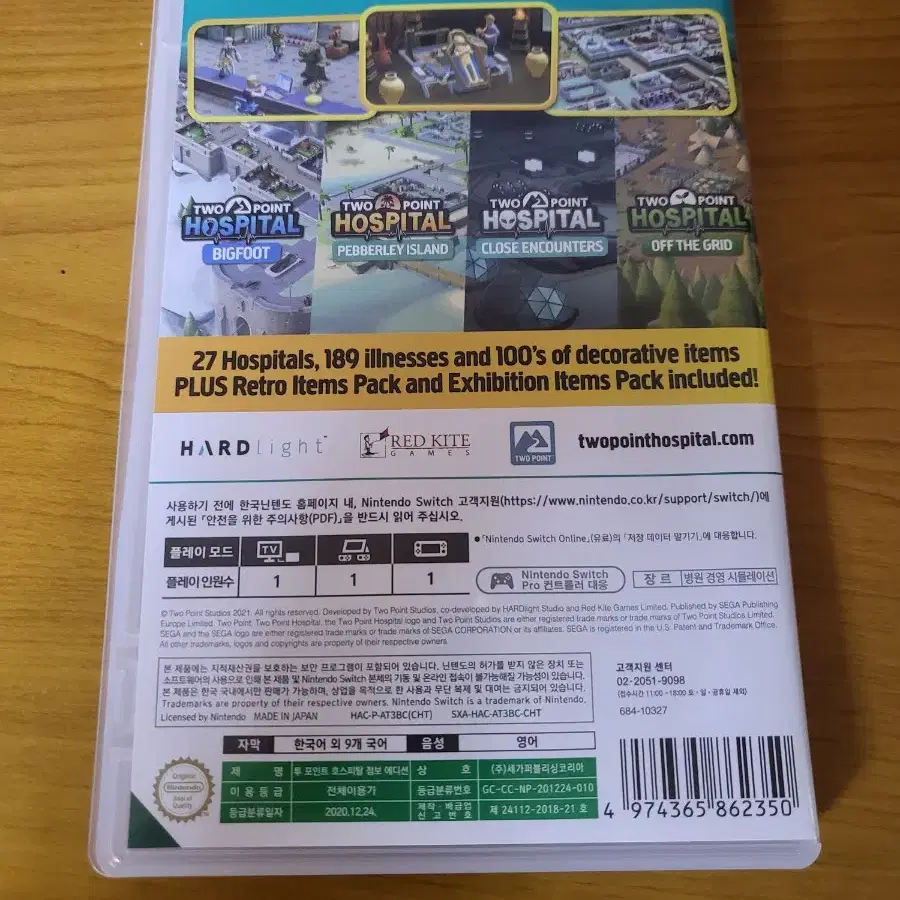 TWO POINT
HOSPITAL
BIGFOOT
TWO POINT
HOSPITAL
PEBBERLEY ISLAND
TWO POINT
HOSPITAL
CLOSE ENCOUNTERS
TWO POINT
HOSPITAL
OFF THE GRID
27 Hospitals, 189 illnesses and 100's of decorative items
PLUS Retro Items Pack and Exhibition Items Pack included!
HARDlight™
RED KITE
GAMES
TWO POINT
twopointhospital.com
사용하기 전에 한국닌텐도 홈페이지 내, Nintendo Switch 고객지원(https://www.nintendo.co.kr/support/switch/)에
게시된 「안전을 위한 주의사항(PDF)」을 반드시 읽어 주십시오.
플레이 모드 TV
플레이 인원수 1 1 1
●「Nintendo Switch Online」(유료)의 「저장 데이터 맡기기」에 대응합니다.
Nintendo Switch
Pro 컨트롤러 대응
장 르 병원 경영 시뮬레이션
© Two Point Studios 2021. All rights reserved. Developed by Two Point Studios, co-developed by HARDlight Studio and Red Kite Games Limited. Published by SEGA Publishing
Europe Limited. Two Point, Two Point Hospital, the Two Point Hospital logo and Two Point Studios are either registered trade marks or trade marks of Two Point Studios Limited.
SEGA and the SEGA logo are either registered trade marks or trade marks of SEGA CORPORATION or its affiliates. SEGA is registered in the U.S. Patent and Trademark Office.
All other trademarks, logos and copyrights are property of their respective owners.
본 제품에는 지적재산권을 보호하는 보안 프로그램이 포함되어 있습니다. 닌텐도의 허가를 받지 않은 장치 또는
소프트웨어의 사용으로 인해 본 제품 및 Nintendo Switch 본체의 기동 및 온라인 접속이 불가능해질 가능성이 있습니다.
본 제품은 한국 국내에서만 판매가 가능하며, 상업을 목적으로 한 사용과 무단 복제 및 대여는 금지되어 있습니다.
Trademarks are property of their respective owners. Nintendo Switch is a trademark of Nintendo.
Licensed by Nintendo MADE IN JAPAN HAC-P-AT3BC(CHT) SXA-HAC-AT3BC-CHT
고객지원 센터
02-2051-9098
(접수시간 11:00 - 18:00 토 · 일 · 공휴일 제외)
684-10327
자막 한국어 외 9개 국어 음성 영어
제 명 투 포인트 호스피탈 점보 에디션 상 호 (주)세가퍼블리싱코리아
이 용 등 급 전체이용가 등급분류번호 GC-CC-NP-201224-010
등급분류일자 2020.12.24. 제작 · 배급업 신 고 번 호 제 24112-2018-21 호
Original
Nintendo
Seal of
Quality
4 974365 862350